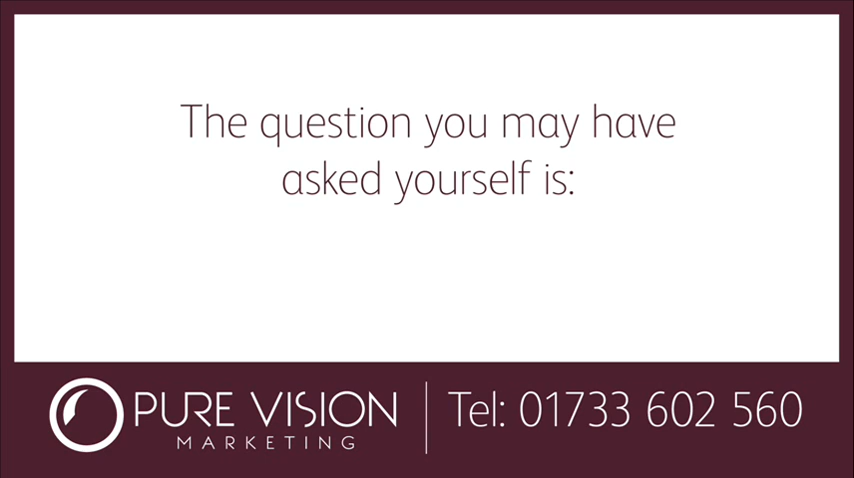 The question you may have
asked yourself is:
PURE VISION
MARKETING
Tel: 01733 602 560